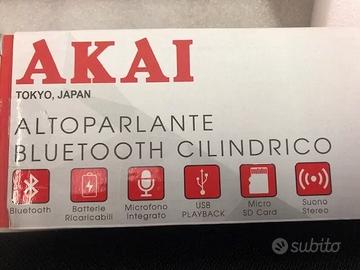 AKAI
TOKYO, JAPAN
ALTOPARLANTE
BLUETOOTH CILINDRICO
Bluetooth
Batterie
Ricaricabili
Microfono
Integrato
USB
PLAYBACK
Micro
SD Card
Suono
Stereo
subito